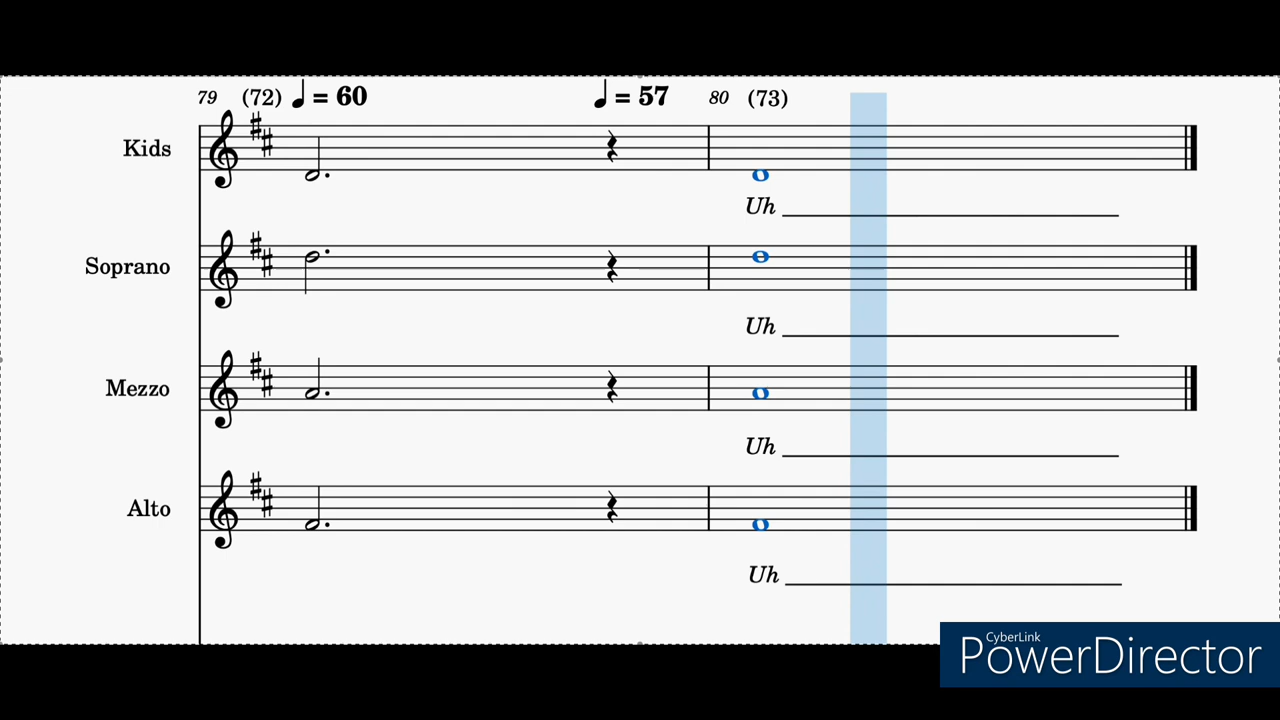 79 (72) ♩ = 60 ♩ = 57 80 (73)
Kids
Uh
Soprano
Uh
Mezzo
Uh
Alto
Uh
CyberLink
PowerDirector